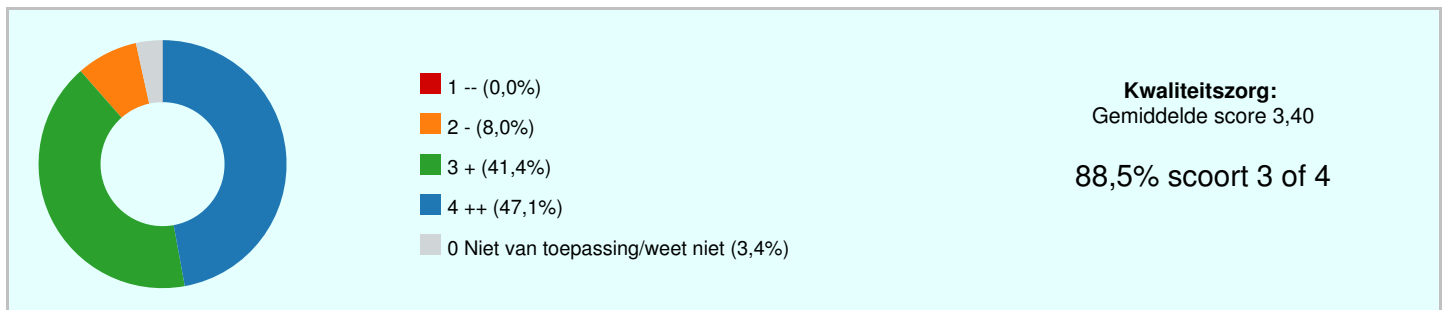 1 -- (0,0%)
2 - (8,0%)
3 + (41,4%)
4 ++ (47,1%)
0 Niet van toepassing/weet niet (3,4%)
Kwaliteitszorg:
Gemiddelde score 3,40
88,5% scoort 3 of 4